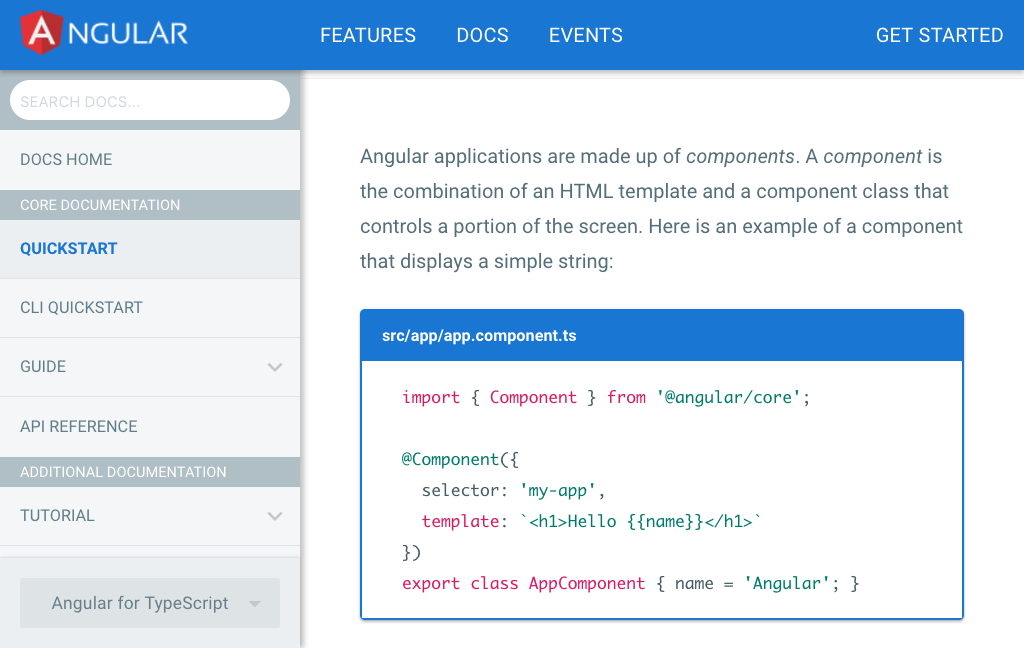 ANGULAR
FEATURES
DOCS
EVENTS
GET STARTED
SEARCH DOCS...
DOCS HOME
CORE DOCUMENTATION
QUICKSTART
CLI QUICKSTART
GUIDE
API REFERENCE
ADDITIONAL DOCUMENTATION
TUTORIAL
Angular for TypeScript
Angular applications are made up of components. A component is
the combination of an HTML template and a component class that
controls a portion of the screen. Here is an example of a component
that displays a simple string:
src/app/app.component.ts
import { Component } from '@angular/core';
@Component({
  selector: 'my-app',
  template: `<h1>Hello {{name}}</h1>`
})
export class AppComponent { name = 'Angular'; }